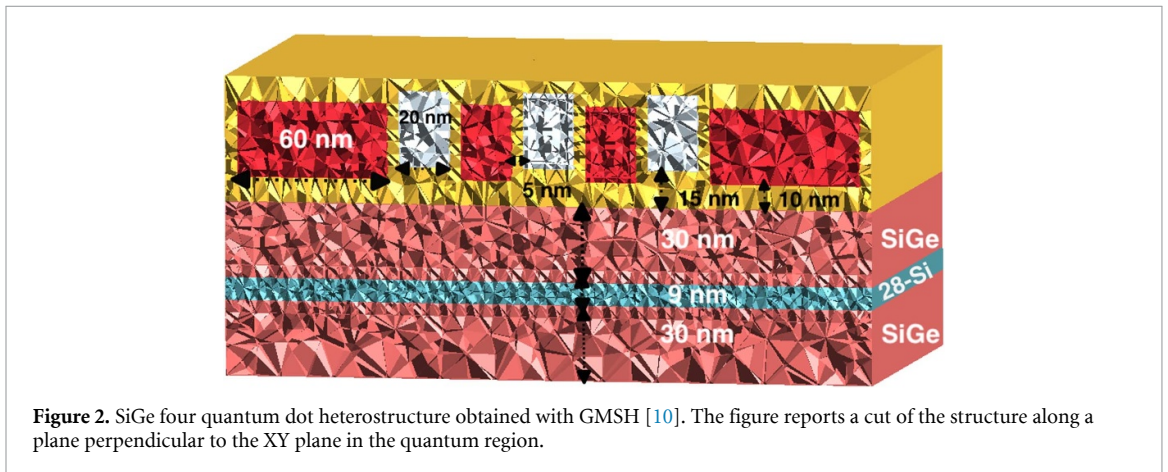 20 nm
60 nm
5 nm
15 nm
10 nm
30 nm
SiGe
28-Si
9 nm
30 nm
SiGe
Figure 2. SiGe four quantum dot heterostructure obtained with GMSH [10]. The figure reports a cut of the structure along a
plane perpendicular to the XY plane in the quantum region.